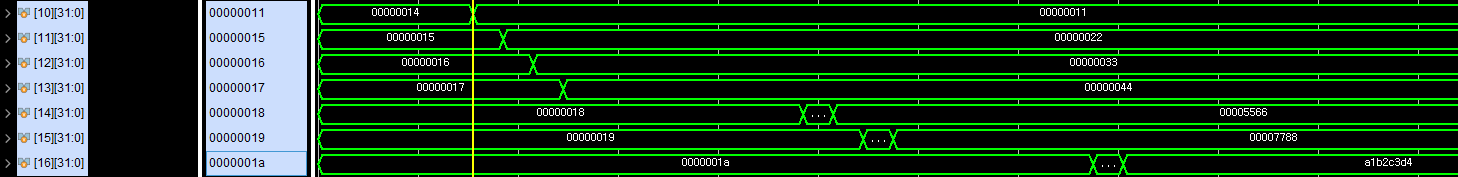 [10][31:0] 00000011 00000014 00000011
[11][31:0] 00000015 00000015 00000022
[12][31:0] 00000016 00000016 00000033
[13][31:0] 00000017 00000017 00000044
[14][31:0] 00000018 00000018 ... 00005566
[15][31:0] 00000019 00000019 ... 00007788
[16][31:0] 0000001a 0000001a ... a1b2c3d4